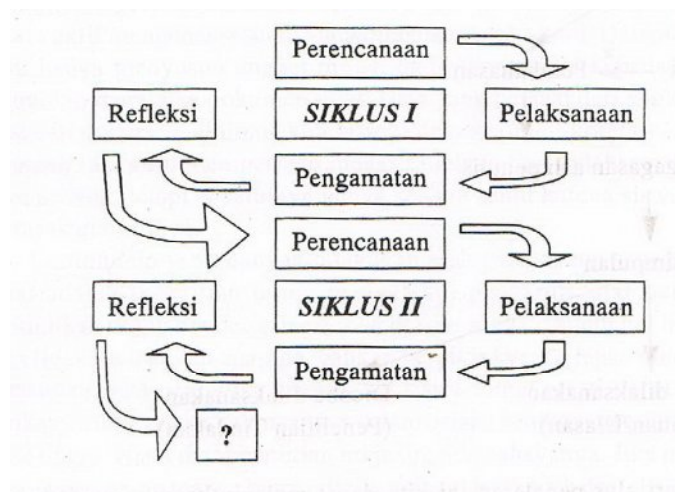 Perencanaan
Refleksi
SIKLUS I
Pelaksanaan
Pengamatan
Perencanaan
Refleksi
SIKLUS II
Pelaksanaan
Pengamatan
?